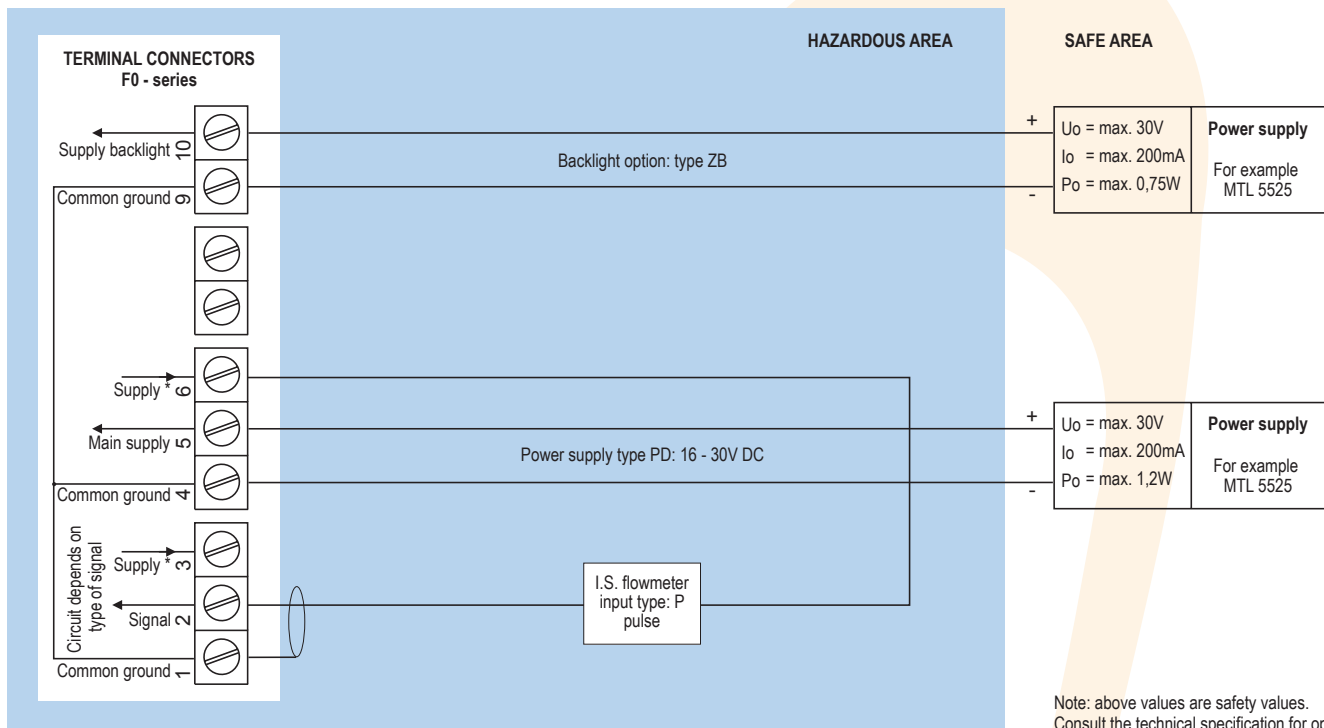 HAZARDOUS AREA
SAFE AREA
TERMINAL CONNECTORS
F0 - series
Supply backlight 10
Common ground 9
Backlight option: type ZB
+
-
Uo = max. 30V
Io = max. 200mA
Po = max. 0,75W
Power supply
For example
MTL 5525
Supply * 6
Main supply 5
Common ground 4
Power supply type PD: 16 - 30V DC
+
-
Uo = max. 30V
Io = max. 200mA
Po = max. 1,2W
Power supply
For example
MTL 5525
Circuit depends on
type of signal
Supply * 3
Signal 2
Common ground 1
I.S. flowmeter
input type: P
pulse
Note: above values are safety values.
Consult the technical specification for